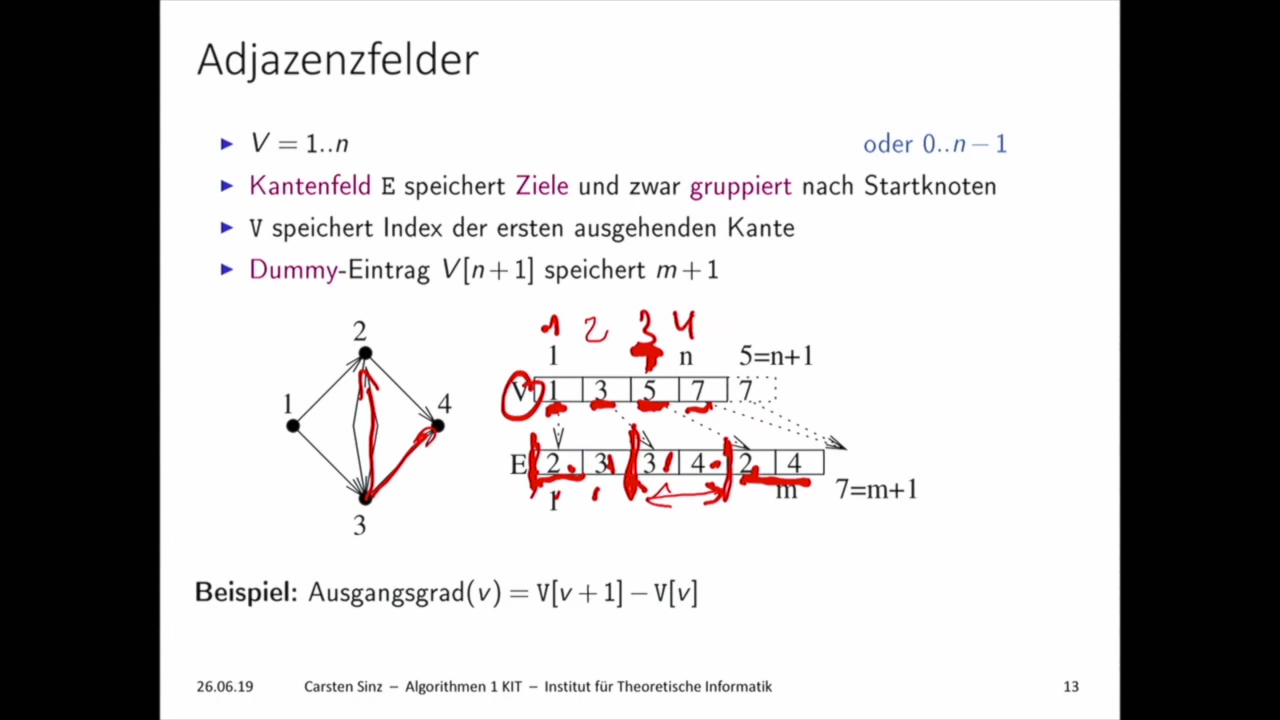 Adjazenzfelder
▶ V = 1..n oder 0..n − 1
▶ Kantenfeld E speichert Ziele und zwar gruppiert nach Startknoten
▶ V speichert Index der ersten ausgehenden Kante
▶ Dummy-Eintrag V[n+1] speichert m+1
1 2 3 4
2
1 n 5=n+1
V 1 3 5 7 7
1 4
E 2 3 3 4 2 4
1 m 7=m+1
3
Beispiel: Ausgangsgrad(v) = V[v+1] − V[v]
26.06.19 Carsten Sinz – Algorithmen 1 KIT – Institut für Theoretische Informatik 13